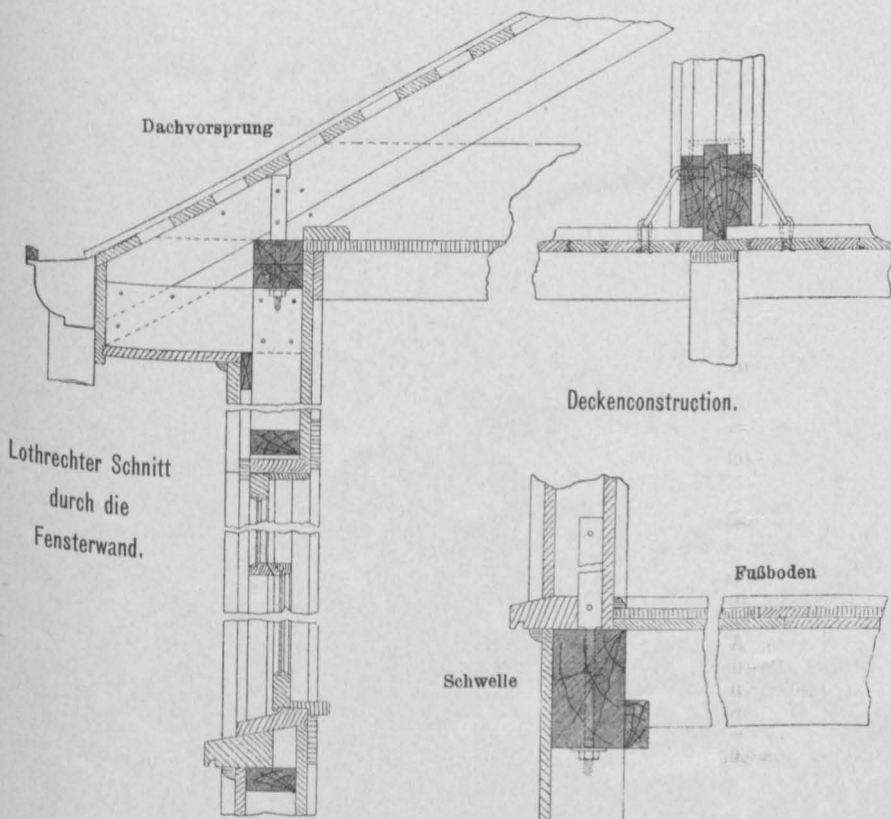 Dachvorsprung
Deckenconstruction.
Lothrechter Schnitt
durch die
Fensterwand.
Fußboden
Schwelle